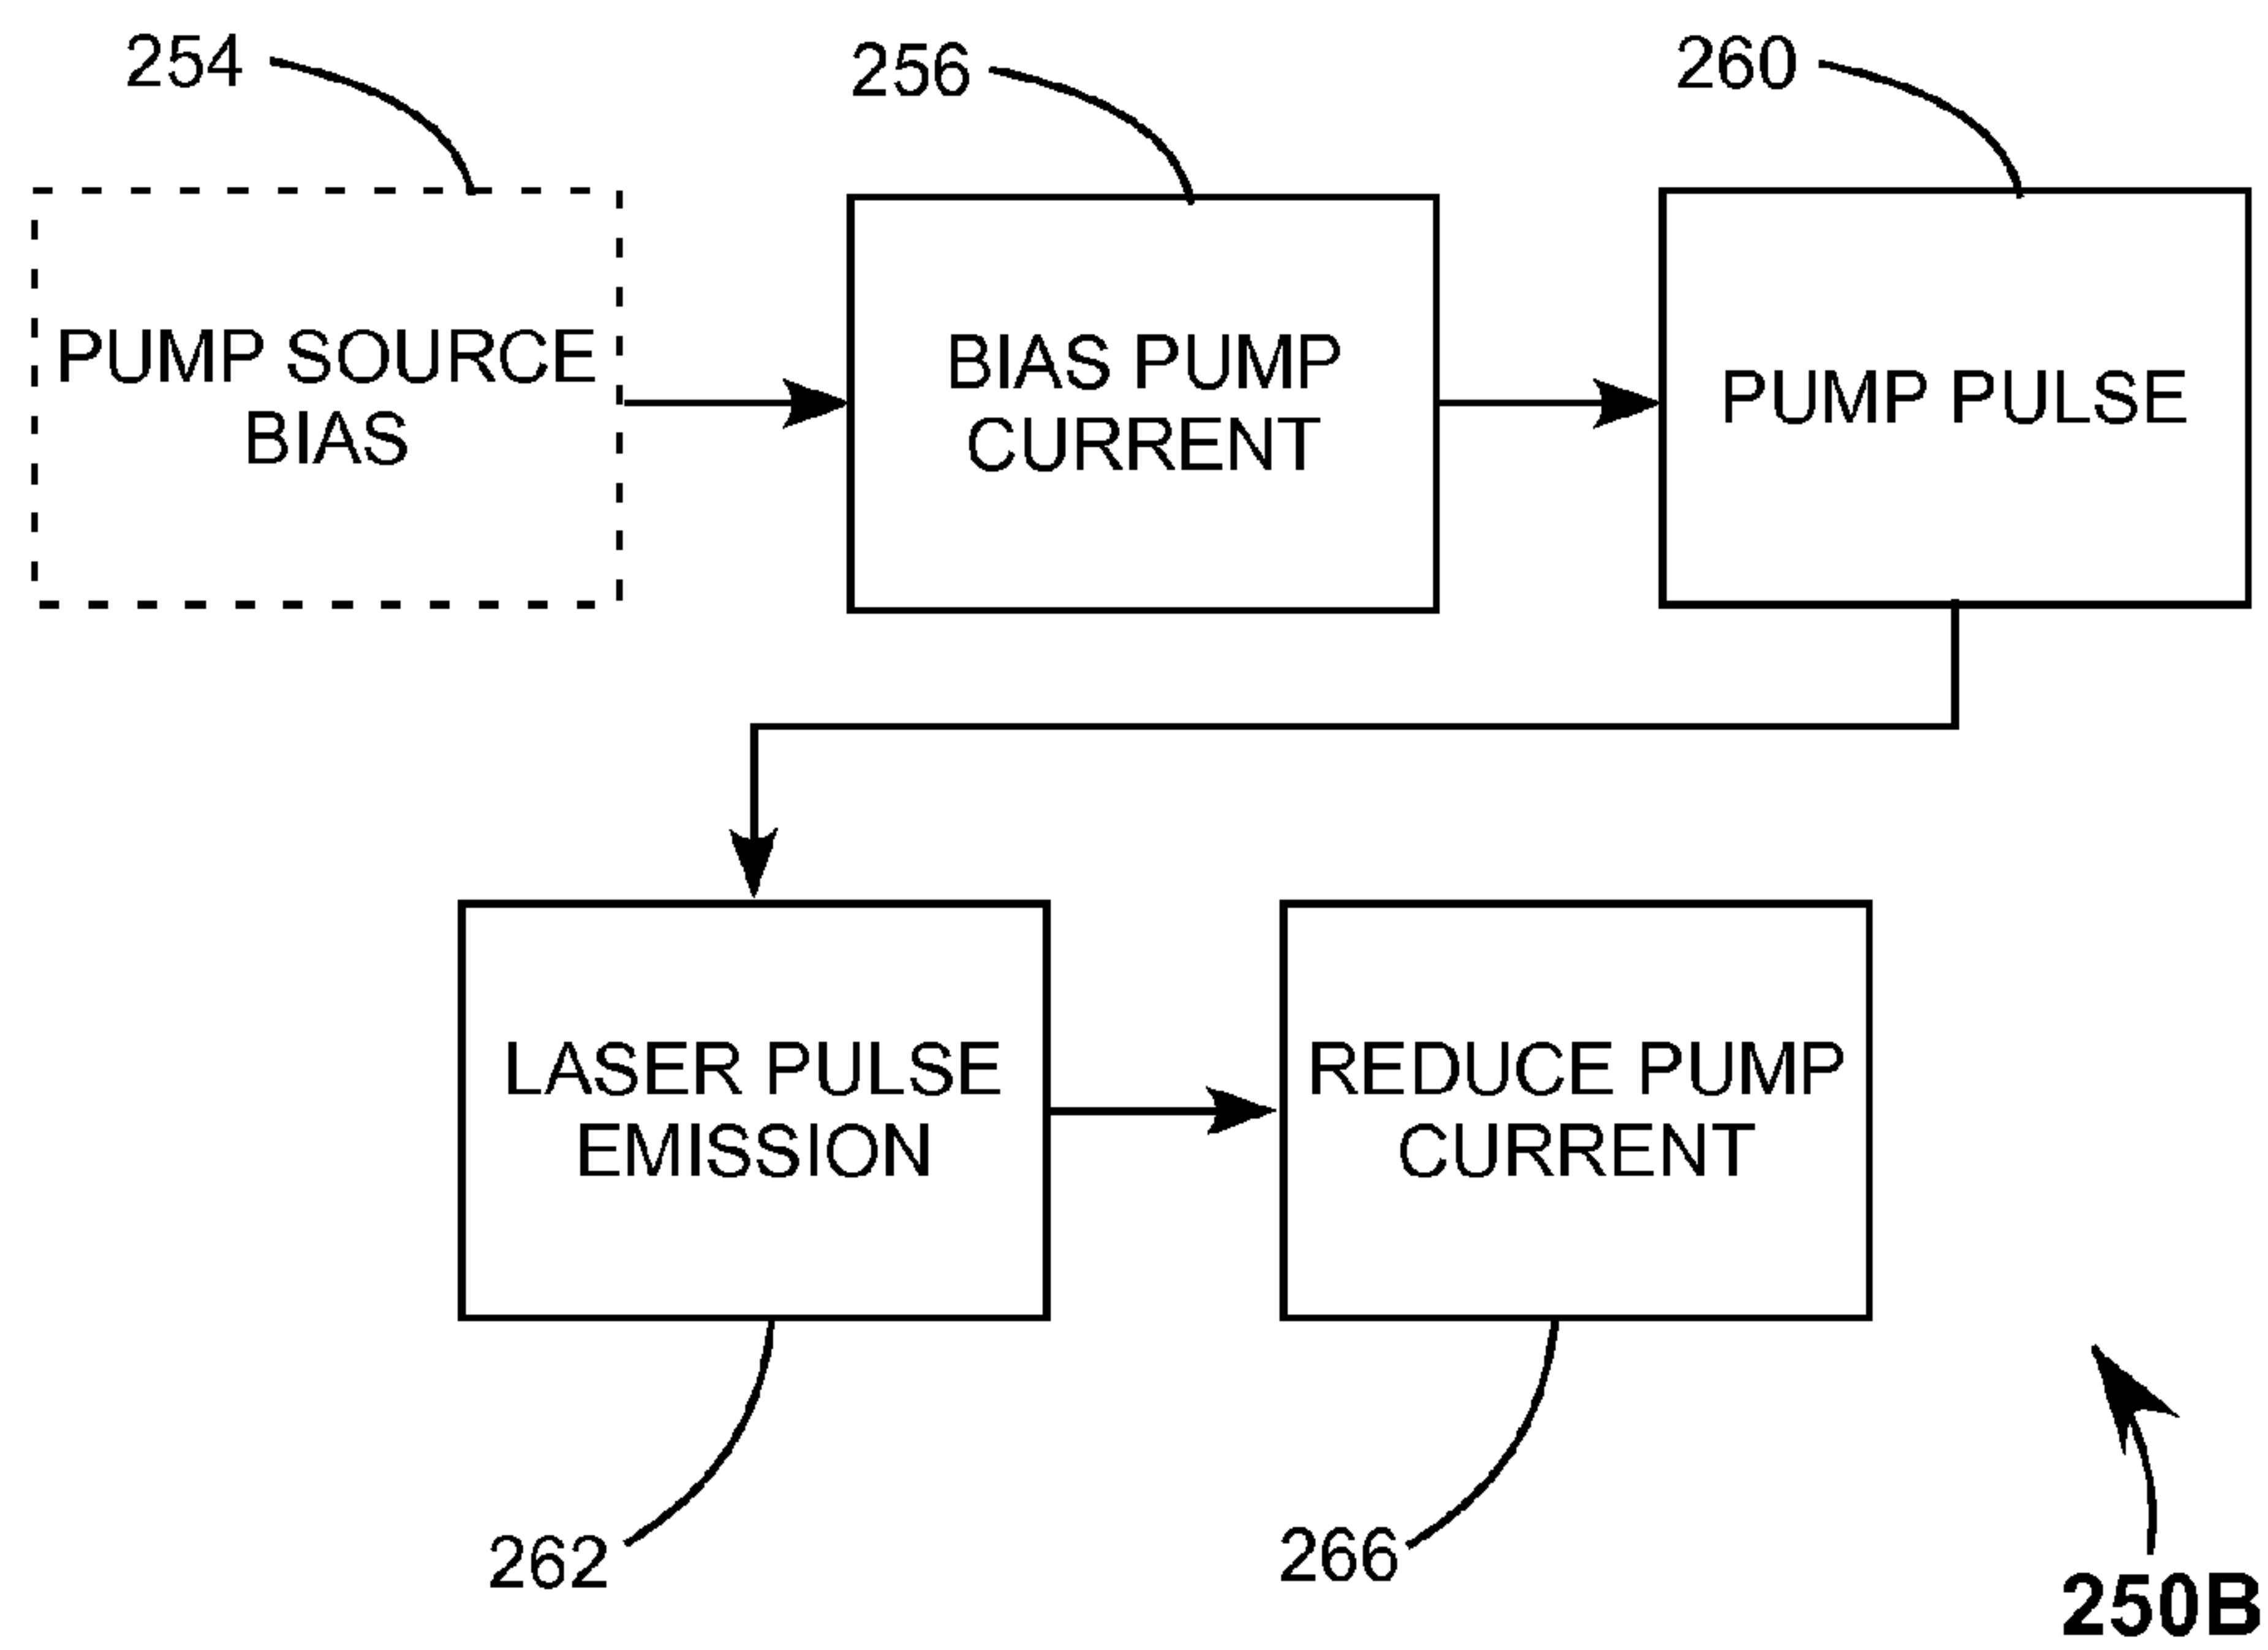 254
256
260
PUMP SOURCE
BIAS
BIAS PUMP
CURRENT
PUMP PULSE
LASER PULSE
EMISSION
REDUCE PUMP
CURRENT
262
266
250B